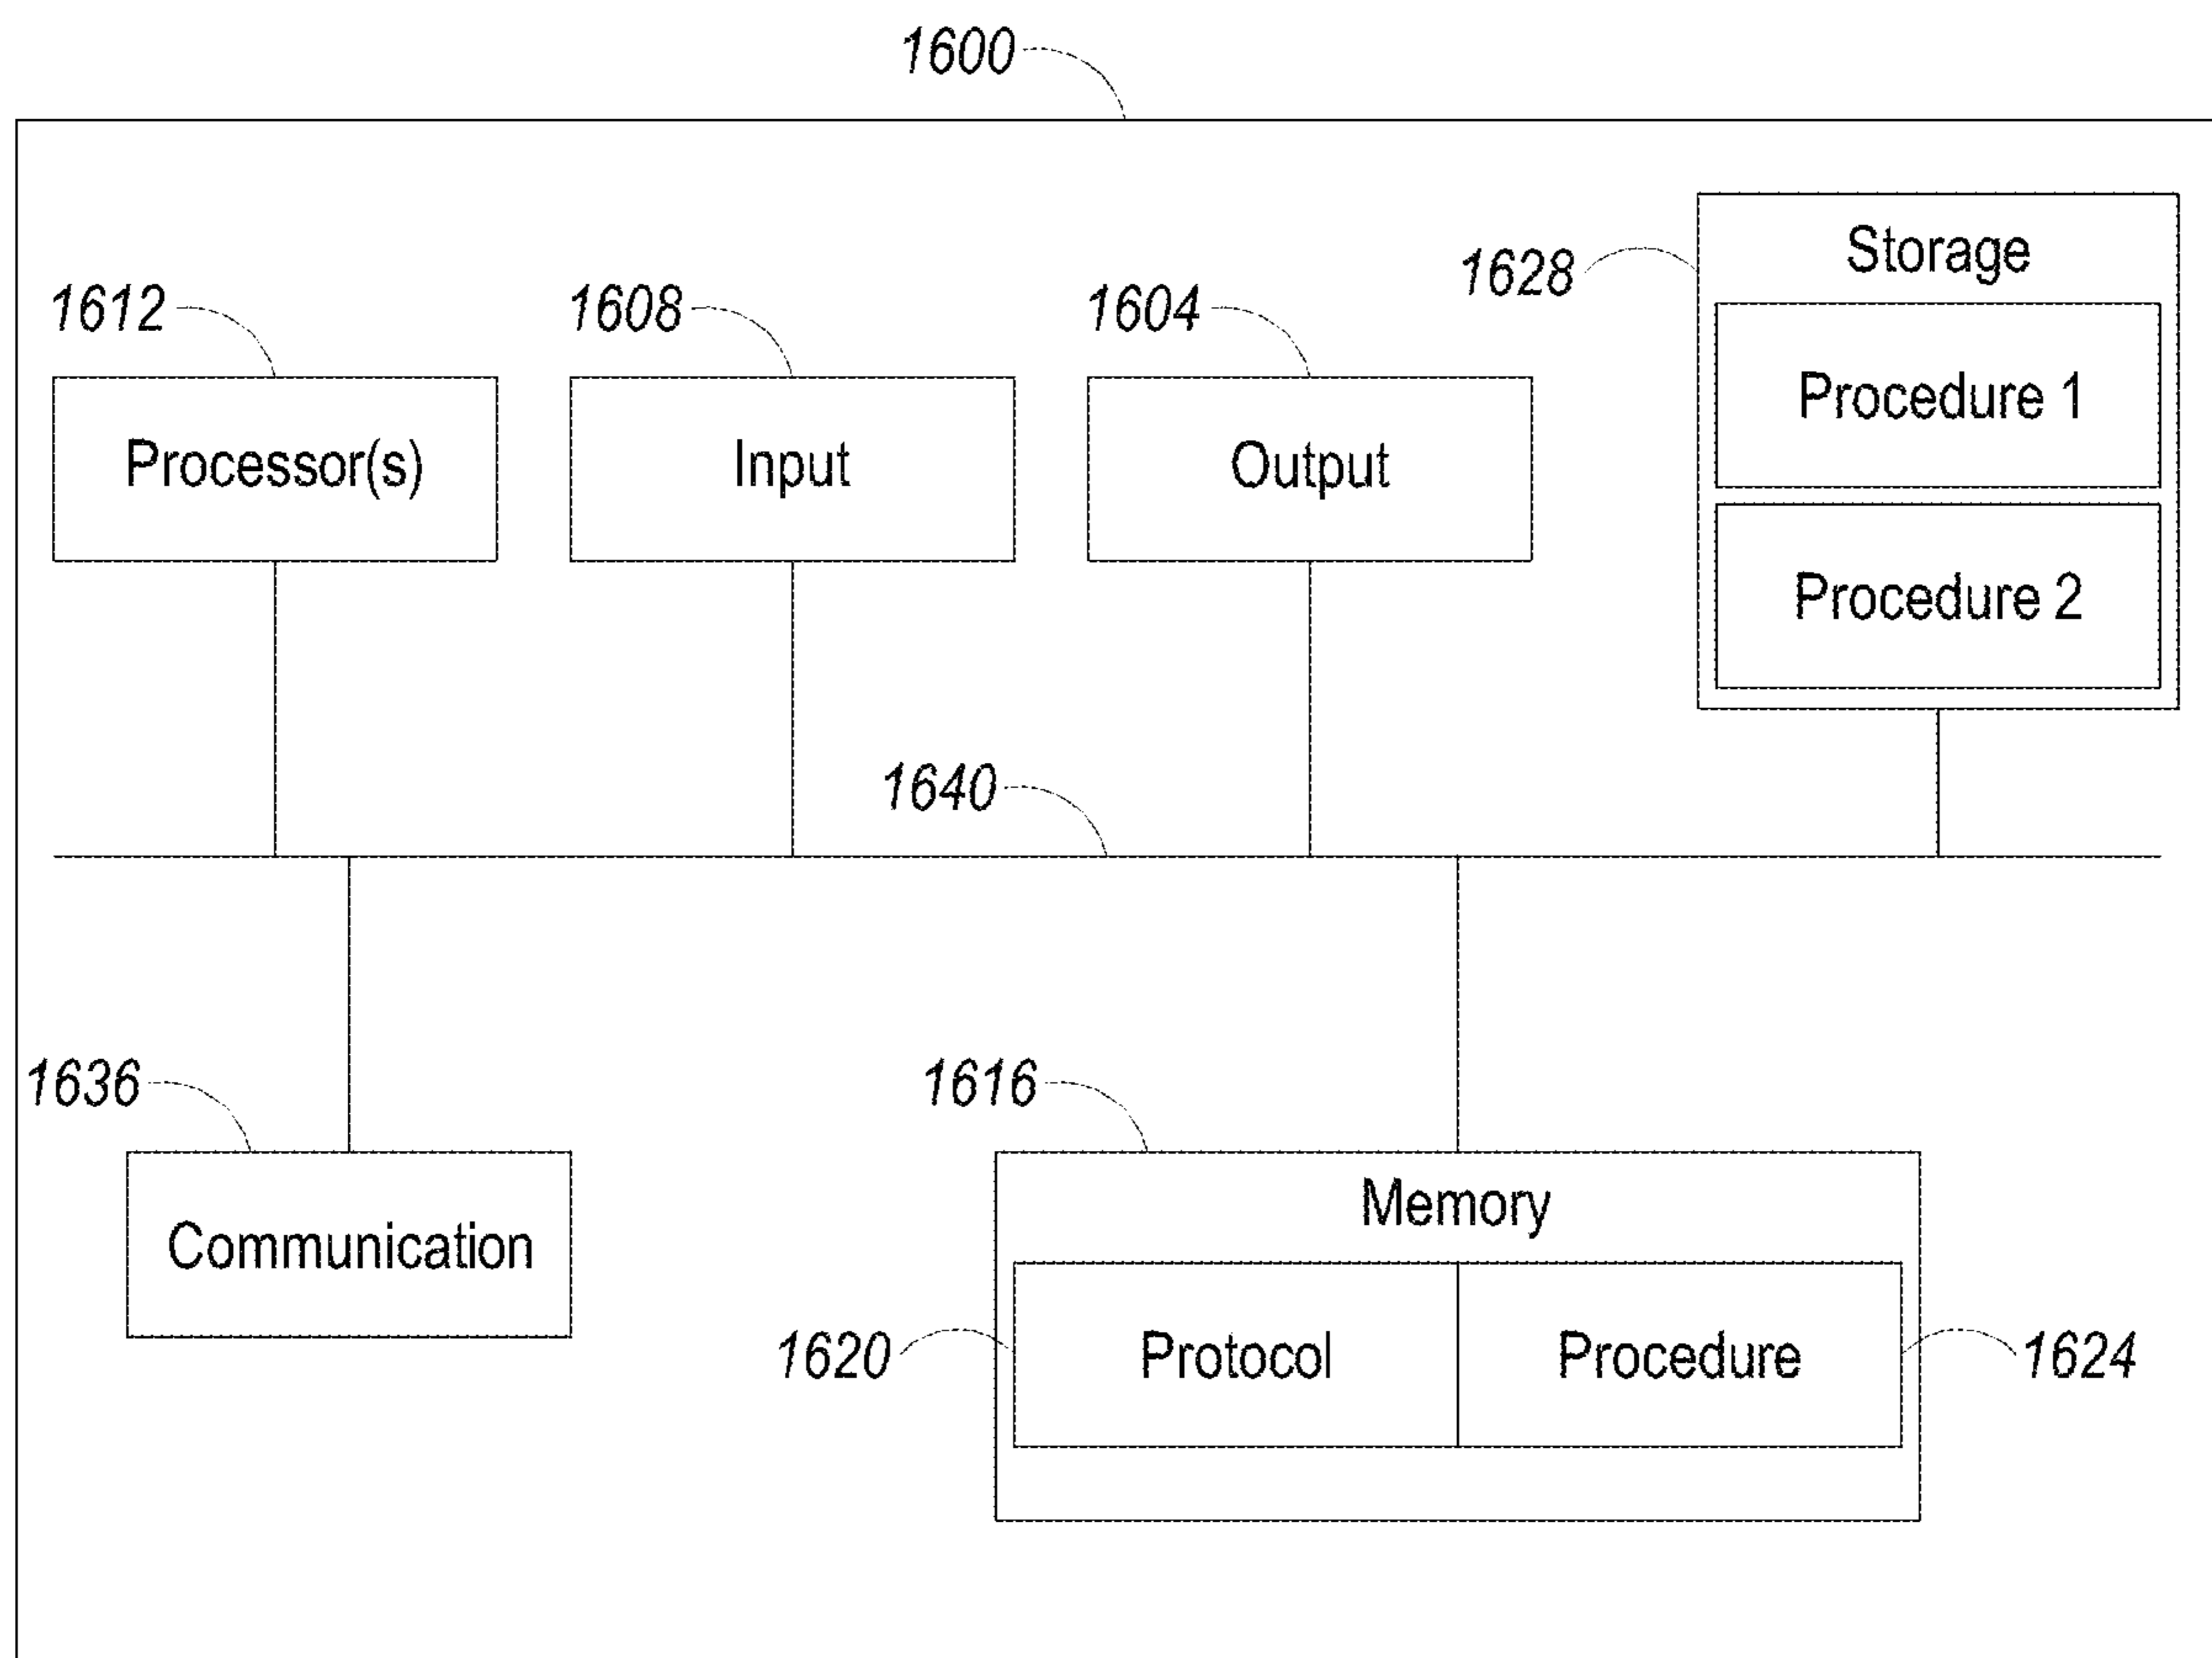 1600
1628
Storage
1612
1608
1604
Procedure 1
Processor(s)
Input
Output
Procedure 2
1640
1636
1616
Memory
Communication
1620
Protocol
Procedure
1624